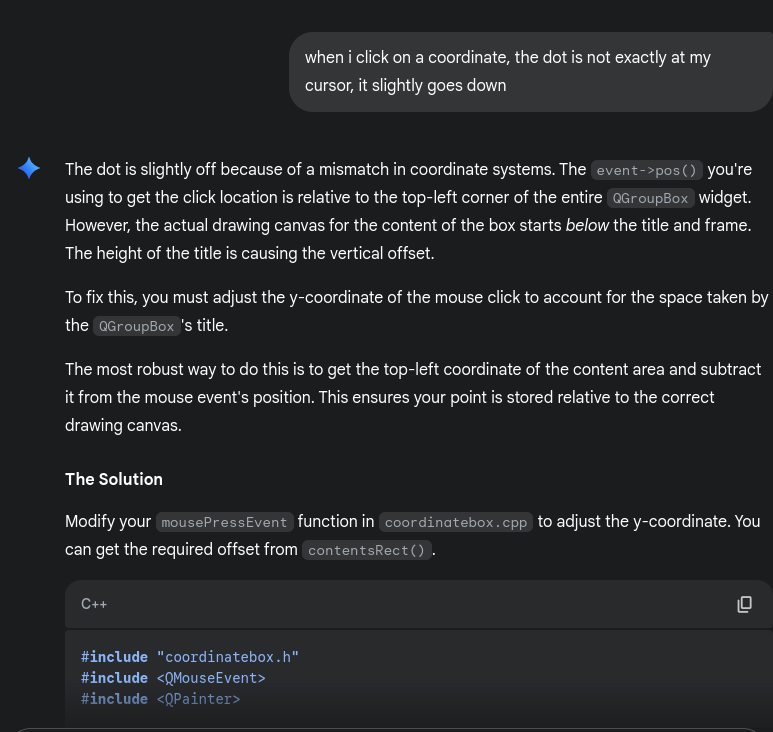 when i click on a coordinate, the dot is not exactly at my
cursor, it slightly goes down
The dot is slightly off because of a mismatch in coordinate systems. The event->pos() you're
using to get the click location is relative to the top-left corner of the entire QGroupBox widget.
However, the actual drawing canvas for the content of the box starts below the title and frame.
The height of the title is causing the vertical offset.
To fix this, you must adjust the y-coordinate of the mouse click to account for the space taken by
the QGroupBox's title.
The most robust way to do this is to get the top-left coordinate of the content area and subtract
it from the mouse event's position. This ensures your point is stored relative to the correct
drawing canvas.
The Solution
Modify your mousePressEvent function in coordinatebox.cpp to adjust the y-coordinate. You
can get the required offset from contentsRect().
C++
#include "coordinatebox.h"
#include <QMouseEvent>
#include <QPainter>